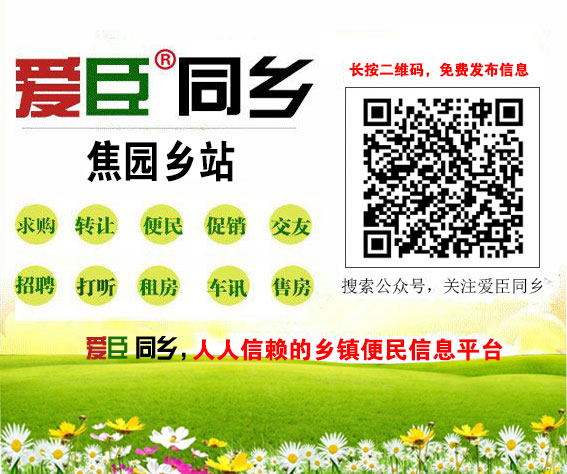 爱臣®同乡
焦园乡站
求购 转让 便民 促销 交友
招聘 打听 租房 车讯 售房
长按二维码，免费发布信息
搜索公众号，关注爱臣同乡
爱臣同乡，人人信赖的乡镇便民信息平台